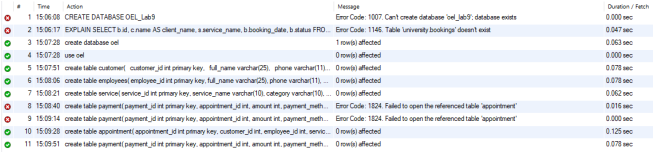 # Time Action Message Duration / Fetch
1 15:06:08 CREATE DATABASE OEL_Lab9 Error Code: 1007. Can't create database 'oel_lab9'; database exists 0.000 sec
2 15:06:17 EXPLAIN SELECT b.id, c.name AS client_name, s.service_name, b.booking_date, b.status FRO... Error Code: 1146. Table 'university.bookings' doesn't exist 0.047 sec
3 15:07:28 create database oel 1 row(s) affected 0.063 sec
4 15:07:28 use oel 0 row(s) affected 0.000 sec
5 15:07:51 create table customer( customer_id int primary key, full_name varchar(25), phone varchar(11)... 0 row(s) affected 0.078 sec
6 15:08:06 create table employees( employee_id int primary key, full_name varchar(25), phone varchar(11), ... 0 row(s) affected 0.078 sec
7 15:08:21 create table service( service_id int primary key, service_name varchar(10), category varchar(10), ... 0 row(s) affected 0.062 sec
8 15:08:40 create table payment( payment_id int primary key, appointment_id int, amount int, payment_meth... Error Code: 1824. Failed to open the referenced table 'appointment' 0.016 sec
9 15:09:14 create table payment( payment_id int primary key, appointment_id int, amount int, payment_meth... Error Code: 1824. Failed to open the referenced table 'appointment' 0.000 sec
10 15:09:28 create table appointment( appointment_id int primary key, customer_id int, employee_id int, servic... 0 row(s) affected 0.125 sec
11 15:09:51 create table payment( payment_id int primary key, appointment_id int, amount int, payment_meth... 0 row(s) affected 0.078 sec